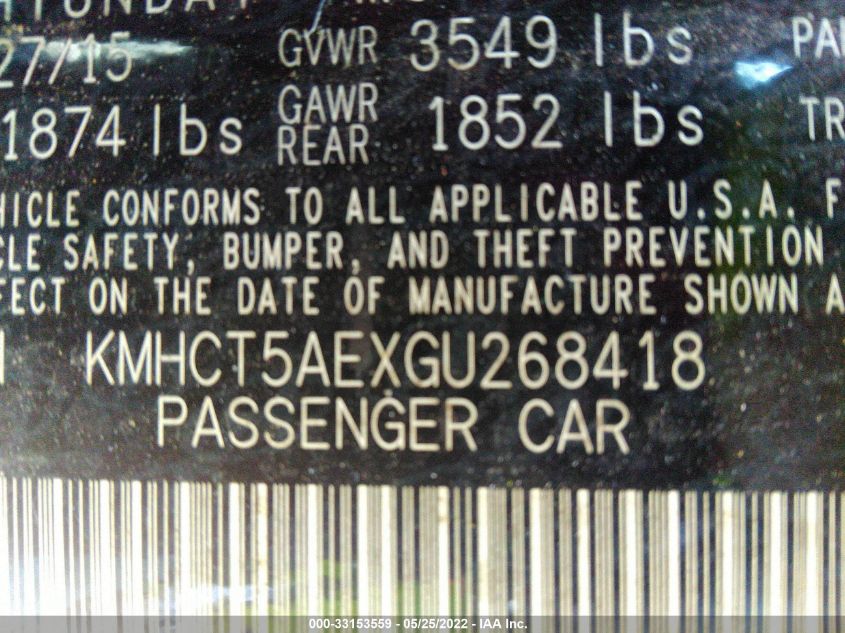 27/15 GVWR 3549 lbs PA
1874 lbs GAWR REAR 1852 lbs TR
HICLE CONFORMS TO ALL APPLICABLE U.S.A. F
CLE SAFETY, BUMPER, AND THEFT PREVENTION
FECT ON THE DATE OF MANUFACTURE SHOWN A
KMHCT5AEXGU268418
PASSENGER CAR
000-33153559 - 05/25/2022 - IAA Inc.